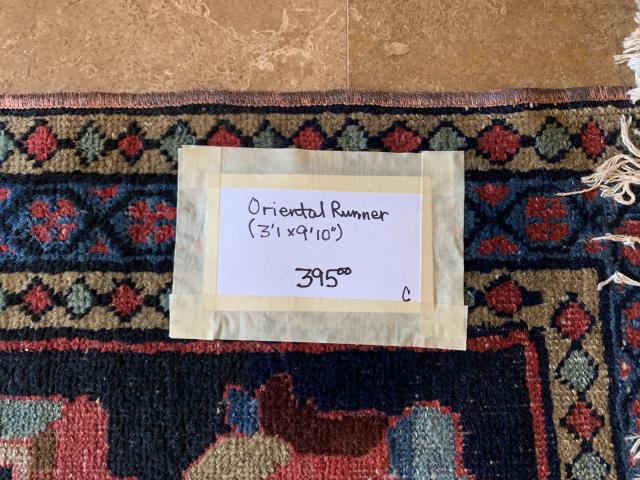 Oriental Runner
(3'1 x 9'10")
395⁰⁰
C